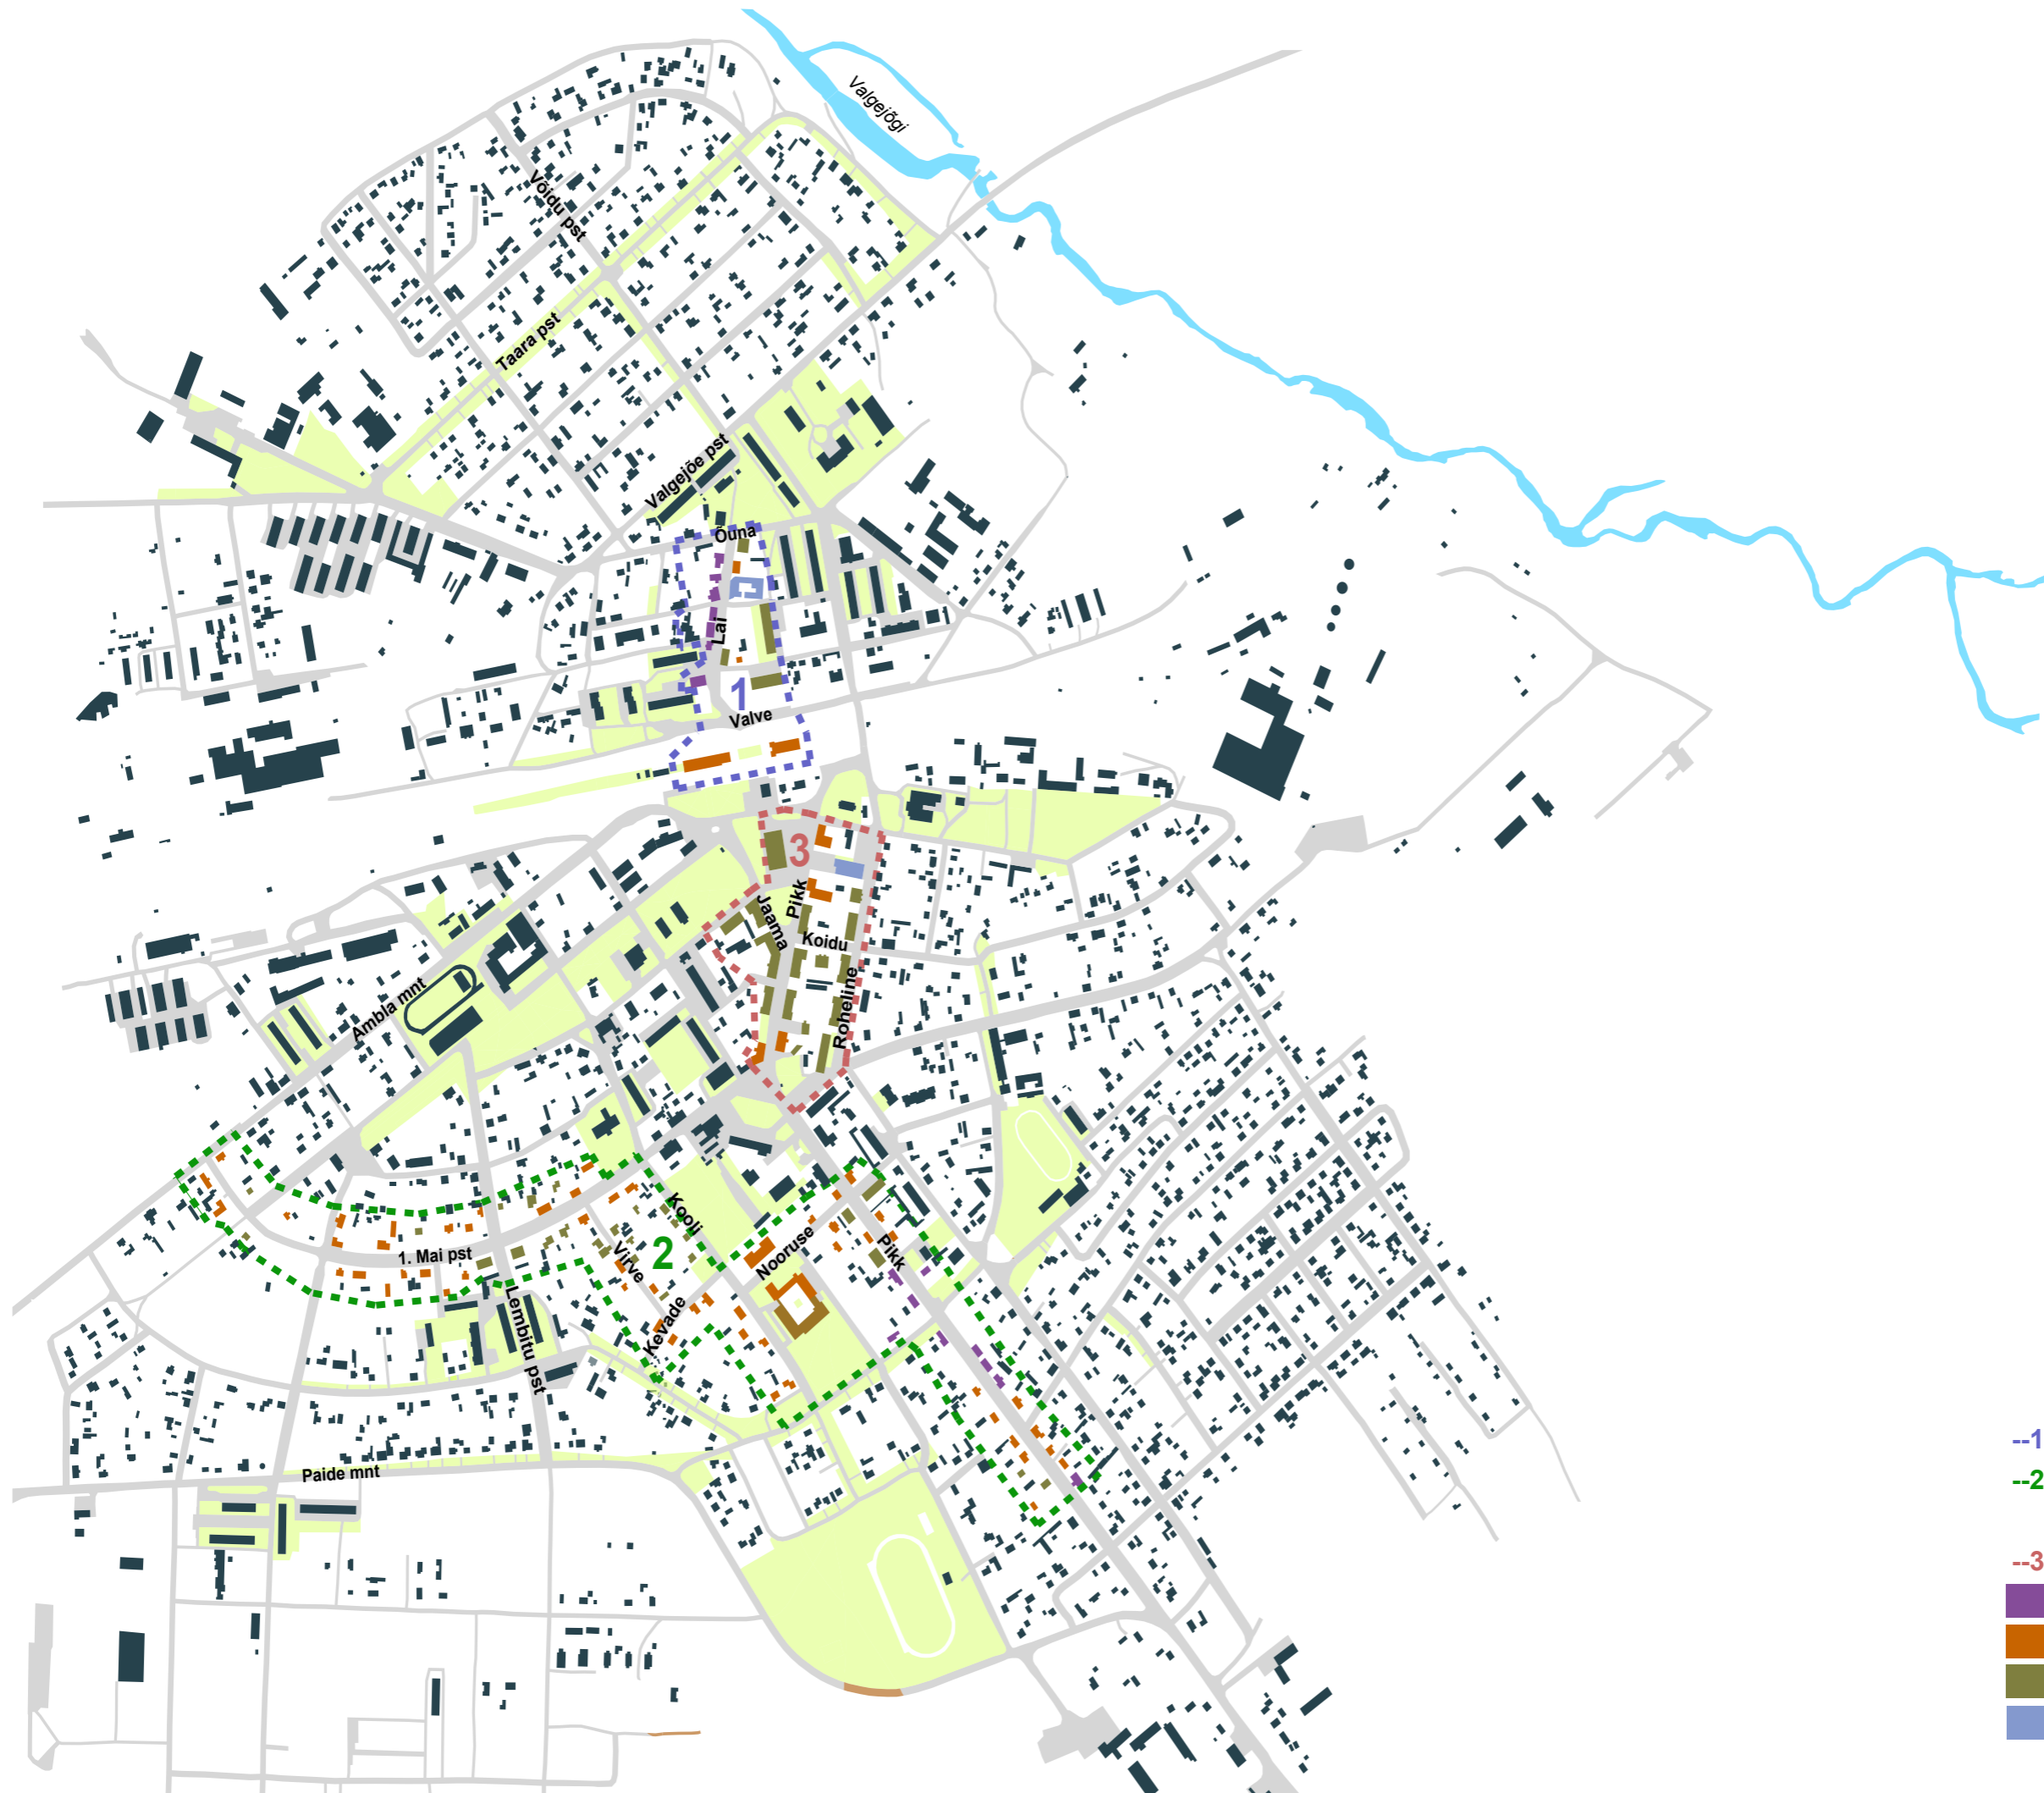 Valgejõgi
Võidu pst
Taara pst
Valgejõe pst
Õuna
Lai
1
Valve
3
Pikk
Jaama
Koidu
Roheline
Ambla mnt
Kooli
2
Virve
Nooruse
Pikk
1. Mai pst
Kevade
Lembitu pst
Paide mnt
--1
--2
--3